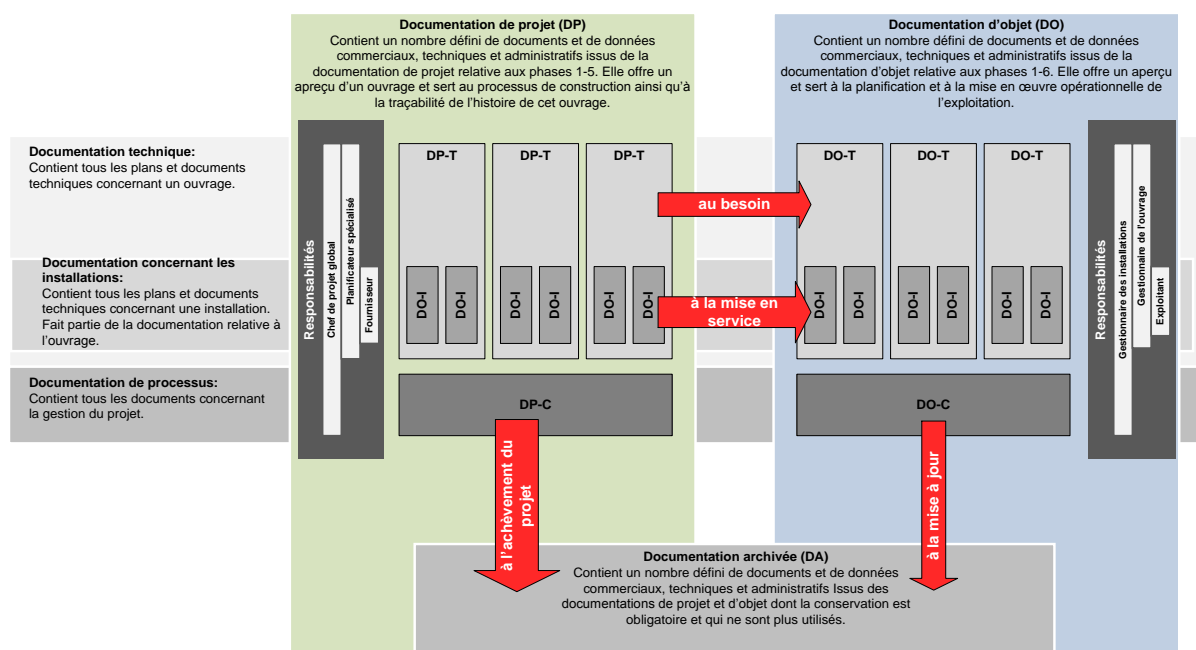 Documentation de projet (DP)
Contient un nombre défini de documents et de données
commerciaux, techniques et administratifs issus de la
documentation de projet relative aux phases 1-5. Elle offre un
apreçu d'un ouvrage et sert au processus de construction ainsi qu'à
la traçabilité de l'histoire de cet ouvrage.
Documentation d'objet (DO)
Contient un nombre défini de documents et de données
commerciaux, techniques et administratifs issus de la
documentation d'objet relative aux phases 1-6. Elle offre un aperçu
et sert à la planification et à la mise en œuvre opérationnelle de
l'exploitation.
Documentation technique:
Contient tous les plans et documents
techniques concernant un ouvrage.
Documentation concernant les
installations:
Contient tous les plans et documents
techniques concernant une installation.
Fait partie de la documentation relative à
l'ouvrage.
Documentation de processus:
Contient tous les documents concernant
la gestion du projet.
Responsabilités
Chef de projet global
Planificateur spécialisé
Fournisseur
DP-T
DP-T
DP-T
DO-I
DO-I
DO-I
DO-I
DO-I
DO-I
DP-C
au besoin
à la mise en
service
DO-T
DO-T
DO-T
DO-I
DO-I
DO-I
DO-I
DO-I
DO-I
DO-C
Responsabilités
Gestionnaire des installations
Gestionnaire de l'ouvrage
Exploitant
à l'achèvement du
projet
à la mise à jour
Documentation archivée (DA)
Contient un nombre défini de documents et de données
commerciaux, techniques et administratifs Issus des
documentations de projet et d'objet dont la conservation est
obligatoire et qui ne sont plus utilisés.